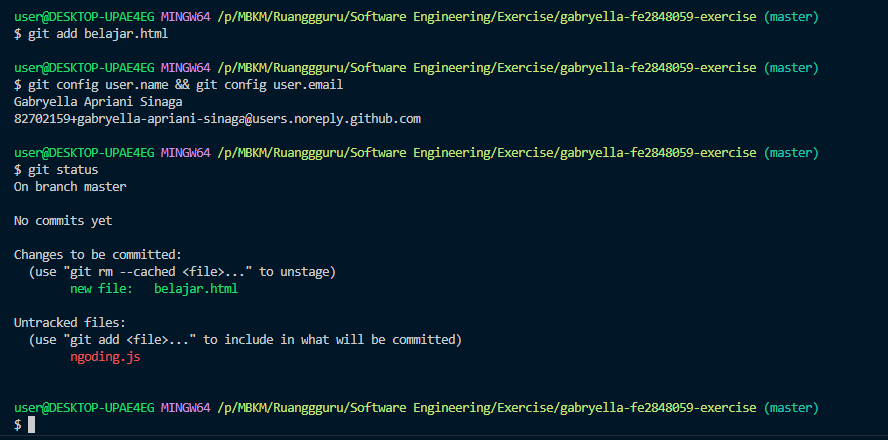 user@DESKTOP-UPAE4EG MINGW64 /p/MBKM/Ruanggguru/Software Engineering/Exercise/gabryella-fe2848059-exercise (master)
$ git add belajar.html
user@DESKTOP-UPAE4EG MINGW64 /p/MBKM/Ruanggguru/Software Engineering/Exercise/gabryella-fe2848059-exercise (master)
$ git config user.name && git config user.email
Gabryella Apriani Sinaga
82702159+gabryella-apriani-sinaga@users.noreply.github.com
user@DESKTOP-UPAE4EG MINGW64 /p/MBKM/Ruanggguru/Software Engineering/Exercise/gabryella-fe2848059-exercise (master)
$ git status
On branch master
No commits yet
Changes to be committed:
(use "git rm --cached <file>..." to unstage)
new file:   belajar.html
Untracked files:
(use "git add <file>..." to include in what will be committed)
ngoding.js
user@DESKTOP-UPAE4EG MINGW64 /p/MBKM/Ruanggguru/Software Engineering/Exercise/gabryella-fe2848059-exercise (master)
$